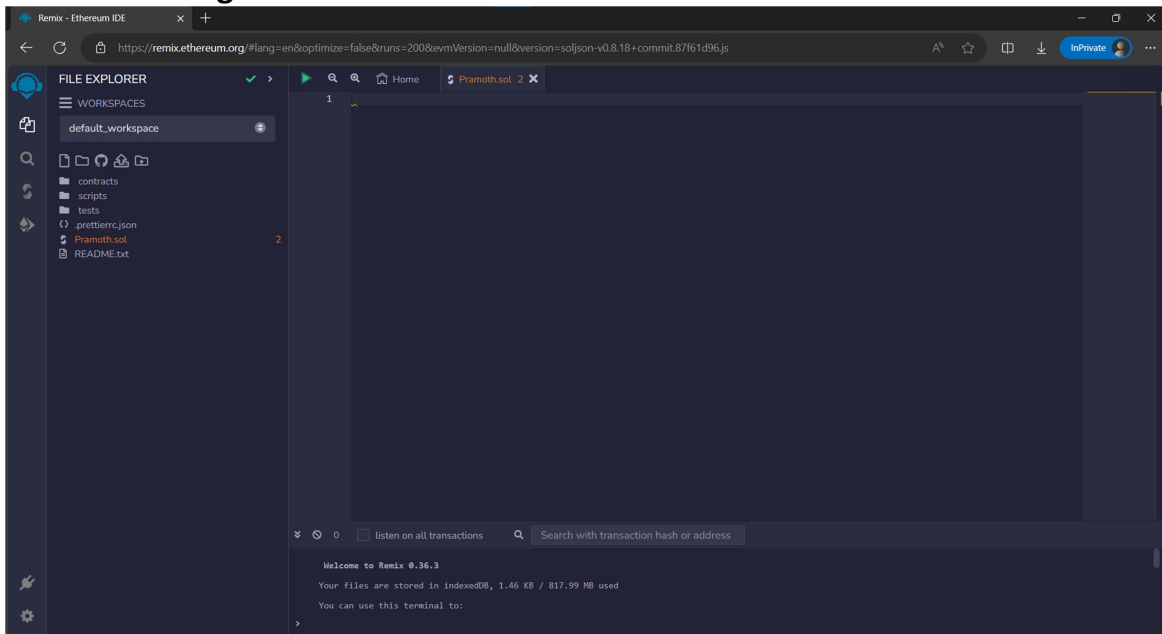 Remix - Ethereum IDE
https://remix.ethereum.org/#lang=en&optimize=false&runs=200&evmVersion=null&version=soljson-v0.8.18+commit.87f61d96.js
InPrivate
FILE EXPLORER
WORKSPACES
default_workspace
contracts
scripts
tests
.prettierrc.json
Pramoth.sol 2
README.txt
Home
Pramoth.sol 2
1
0
listen on all transactions
Search with transaction hash or address
Welcome to Remix 0.36.3
Your files are stored in indexedDB, 1.46 KB / 817.99 MB used
You can use this terminal to:
>